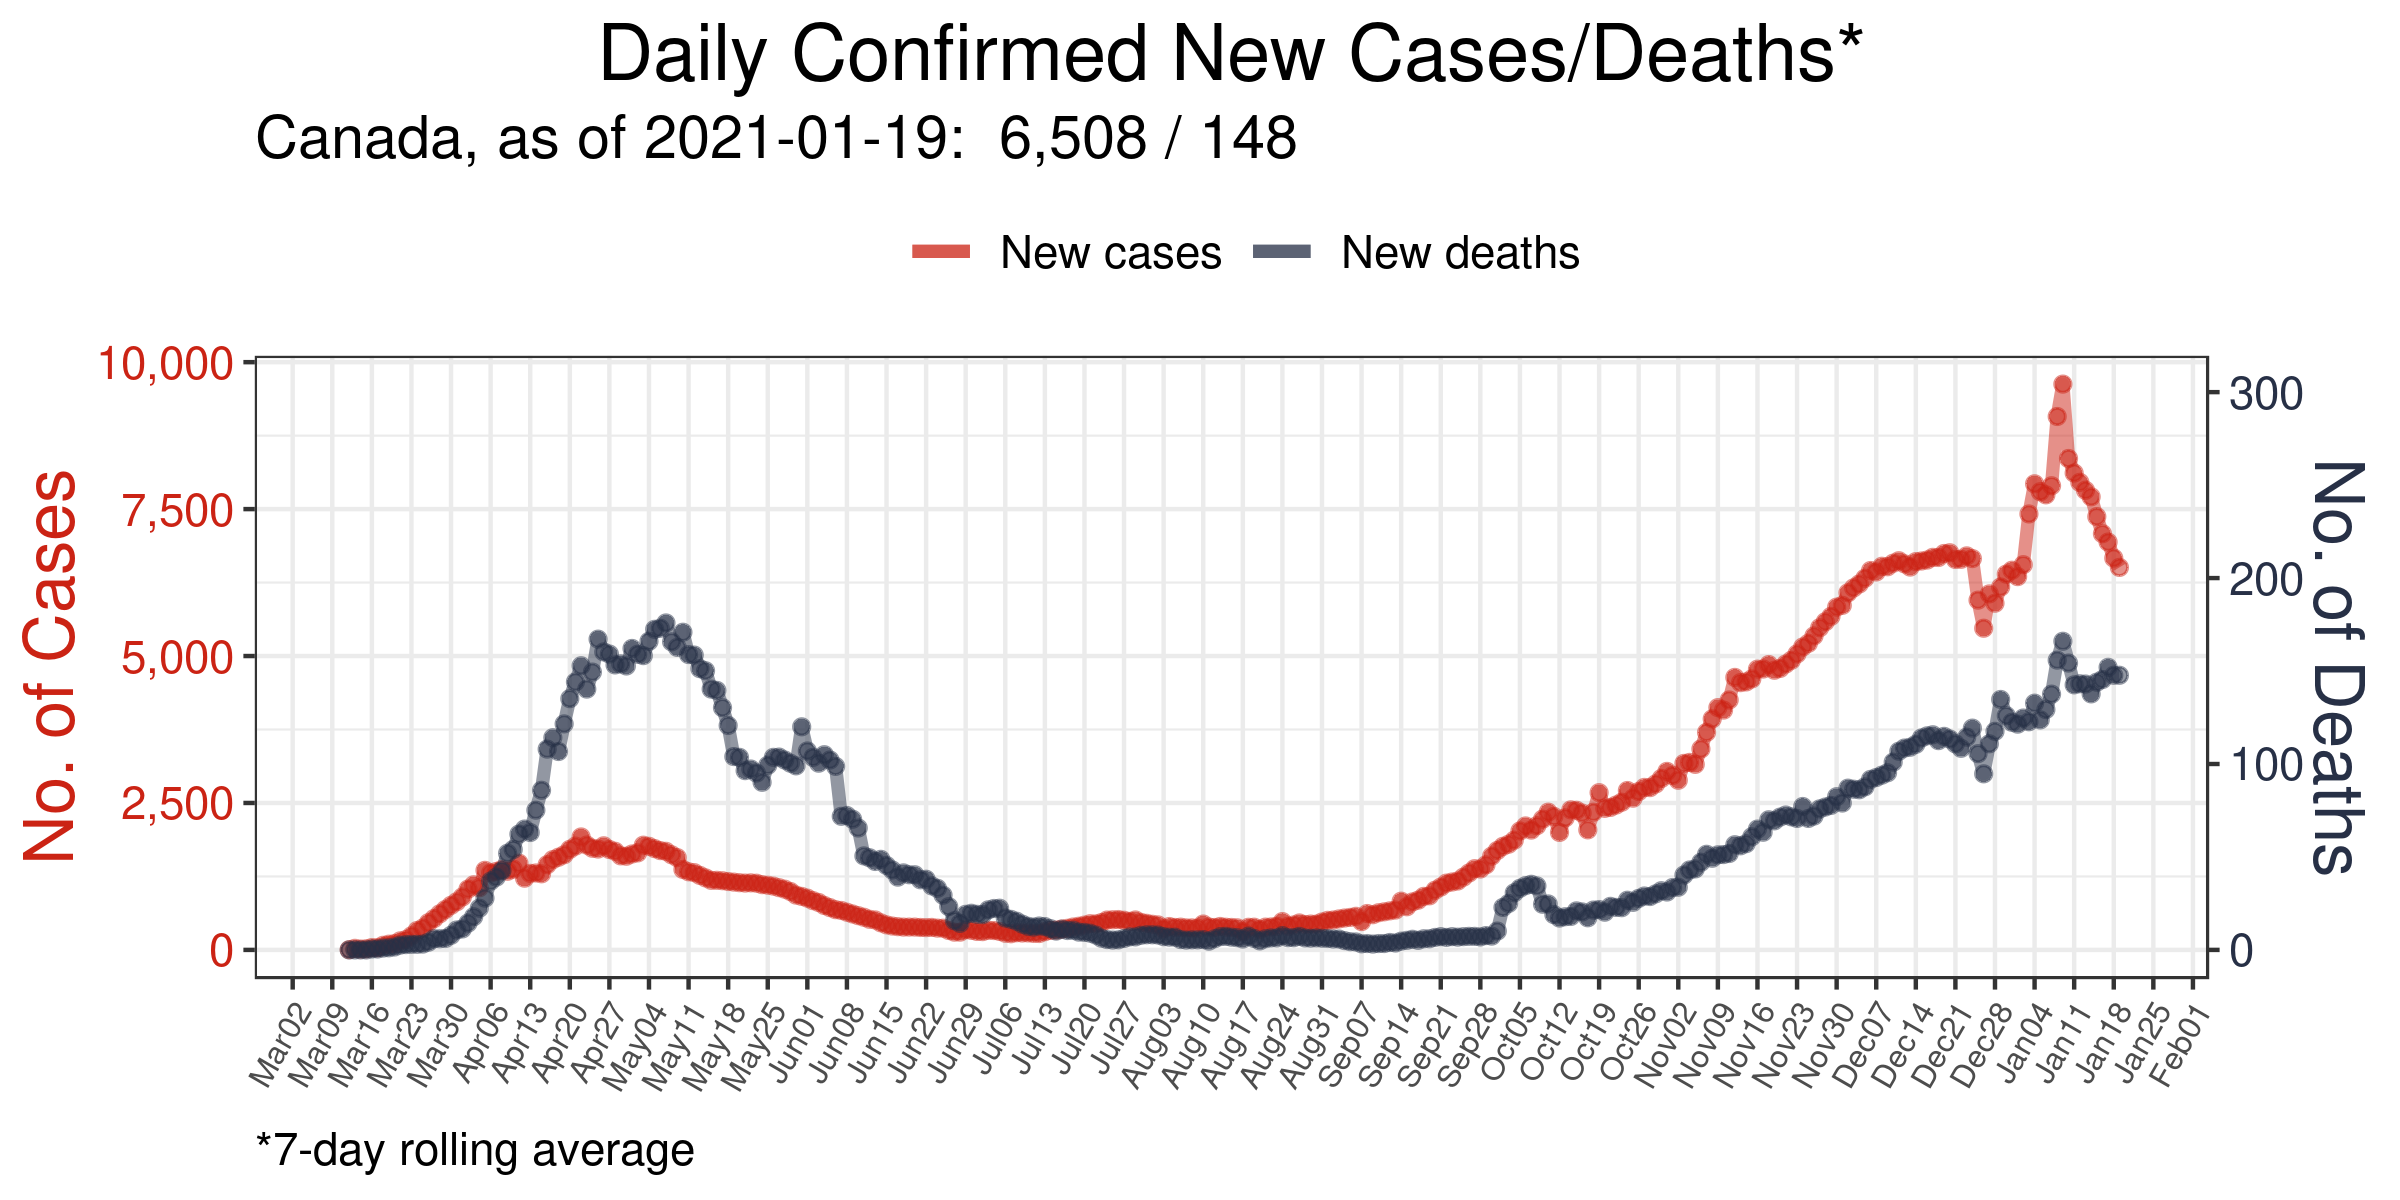 Daily Confirmed New Cases/Deaths*
Canada, as of 2021-01-19:  6,508 / 148
New cases
New deaths
No. of Cases
10,000
7,500
5,000
2,500
0
300
200
100
0
No. of Deaths
Mar02
Mar09
Mar16
Mar23
Mar30
Apr06
Apr13
Apr20
Apr27
May04
May11
May18
May25
Jun01
Jun08
Jun15
Jun22
Jun29
Jul06
Jul13
Jul20
Jul27
Aug03
Aug10
Aug17
Aug24
Aug31
Sep07
Sep14
Sep21
Sep28
Oct05
Oct12
Oct19
Oct26
Nov02
Nov09
Nov16
Nov23
Nov30
Dec07
Dec14
Dec21
Dec28
Jan04
Jan11
Jan18
Jan25
Feb01
*7-day rolling average